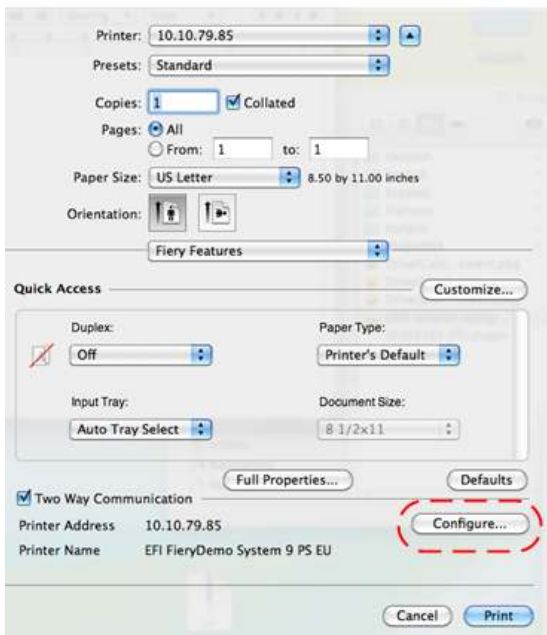 Printer: 10.10.79.85
Presets: Standard
Copies: 1 Collated
Pages: All
From: 1 to: 1
Paper Size: US Letter 8.50 by 11.00 inches
Orientation:
Fiery Features
Quick Access Customize...
Duplex: Paper Type:
Off Printer's Default
Input Tray: Document Size:
Auto Tray Select 8 1/2x11
Full Properties... Defaults
Two Way Communication
Printer Address 10.10.79.85 Configure...
Printer Name EFI FieryDemo System 9 PS EU
Cancel Print